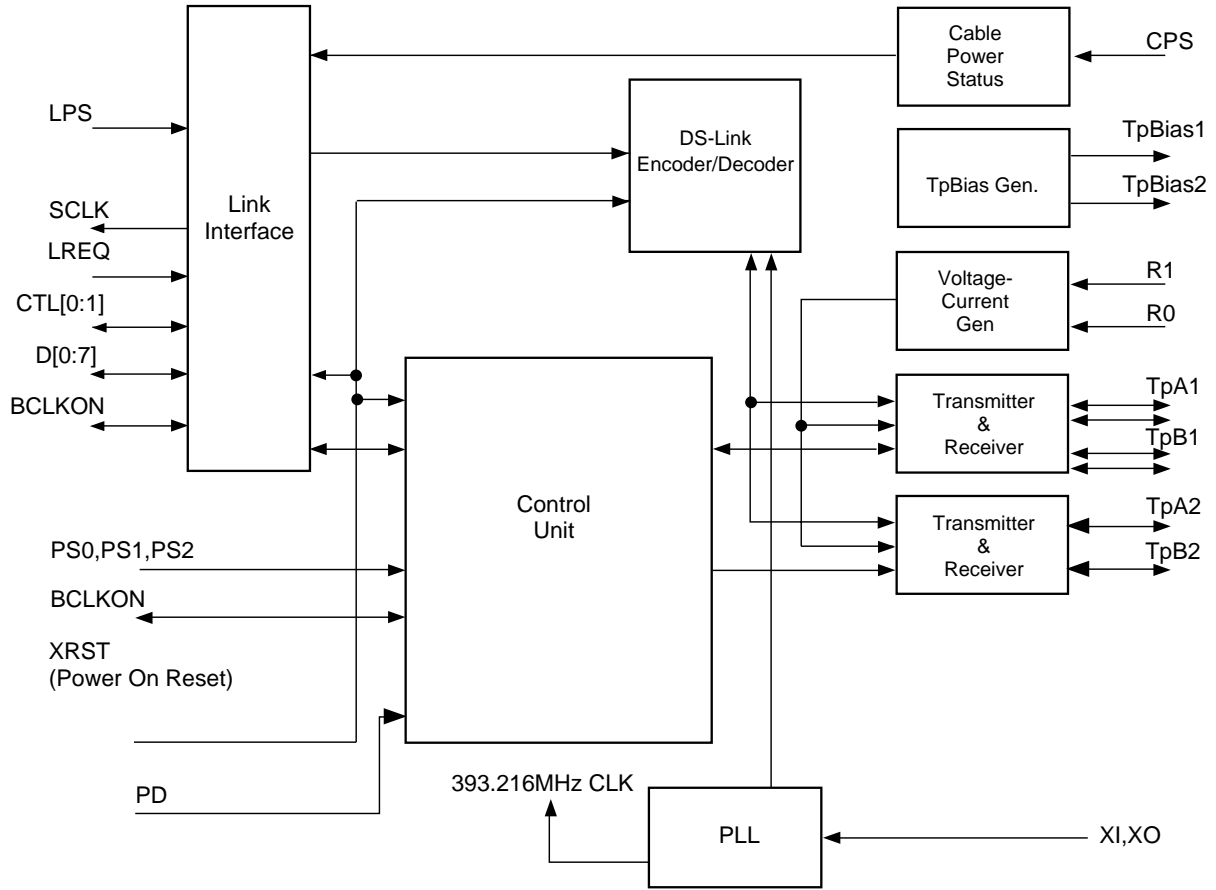 Cable
Power
Status
CPS
LPS
DS-Link
Encoder/Decoder
TpBias1
TpBias Gen.
TpBias2
SCLK
Link
Interface
LREQ
Voltage-
Current
Gen
R1
R0
CTL[0:1]
D[0:7]
BCLKON
Transmitter
&
Receiver
TpA1
TpB1
Control
Unit
Transmitter
&
Receiver
TpA2
TpB2
PS0,PS1,PS2
BCLKON
XRST
(Power On Reset)
PD
393.216MHz CLK
PLL
XI,XO